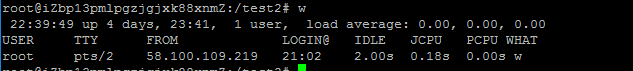 root@iZbp13pmlpgzjgjxk88xnmZ:/test2# w
 22:39:49 up 4 days, 23:41,  1 user,  load average: 0.00, 0.00, 0.00
USER     TTY      FROM             LOGIN@   IDLE   JCPU   PCPU WHAT
root     pts/2    58.100.109.219   21:02    2.00s  0.18s  0.00s w